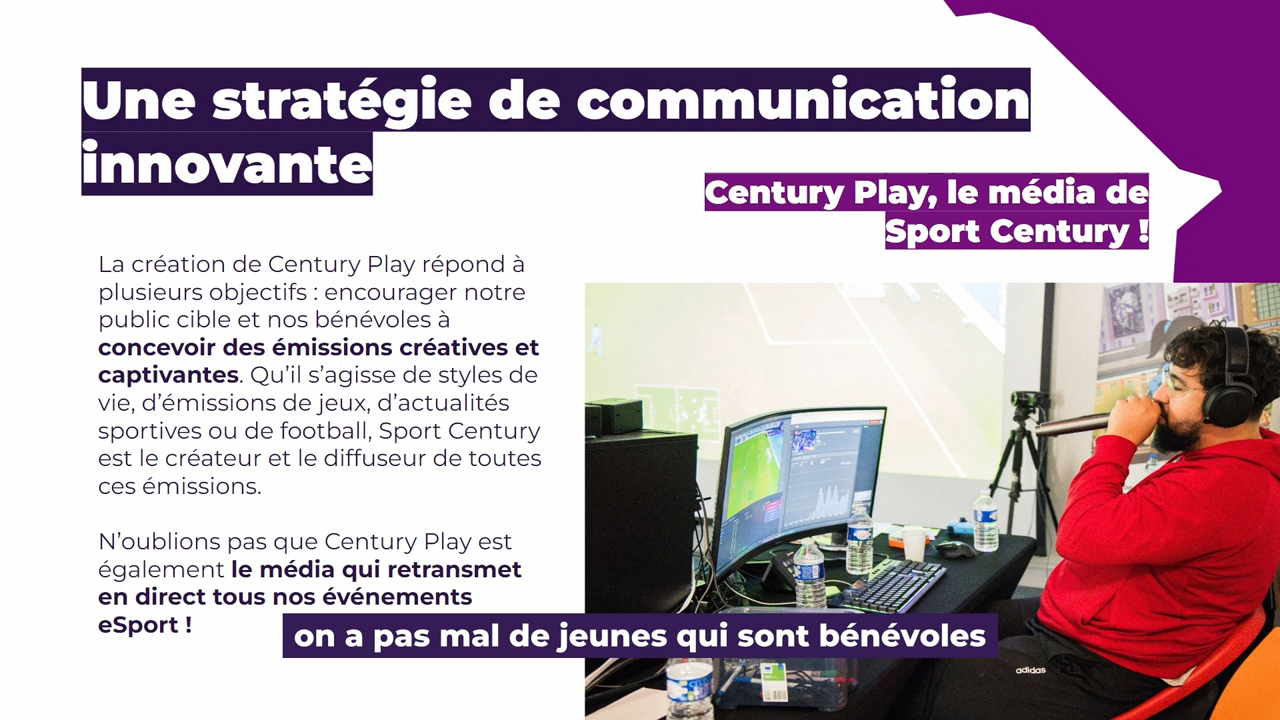 Une stratégie de communication
innovante
Century Play, le média de
Sport Century !
La création de Century Play répond à
plusieurs objectifs : encourager notre
public cible et nos bénévoles à
concevoir des émissions créatives et
captivantes. Qu’il s’agisse de styles de
vie, d’émissions de jeux, d’actualités
sportives ou de football, Sport Century
est le créateur et le diffuseur de toutes
ces émissions.
N’oublions pas que Century Play est
également le média qui retransmet
en direct tous nos événements
eSport !
on a pas mal de jeunes qui sont bénévoles
adidas